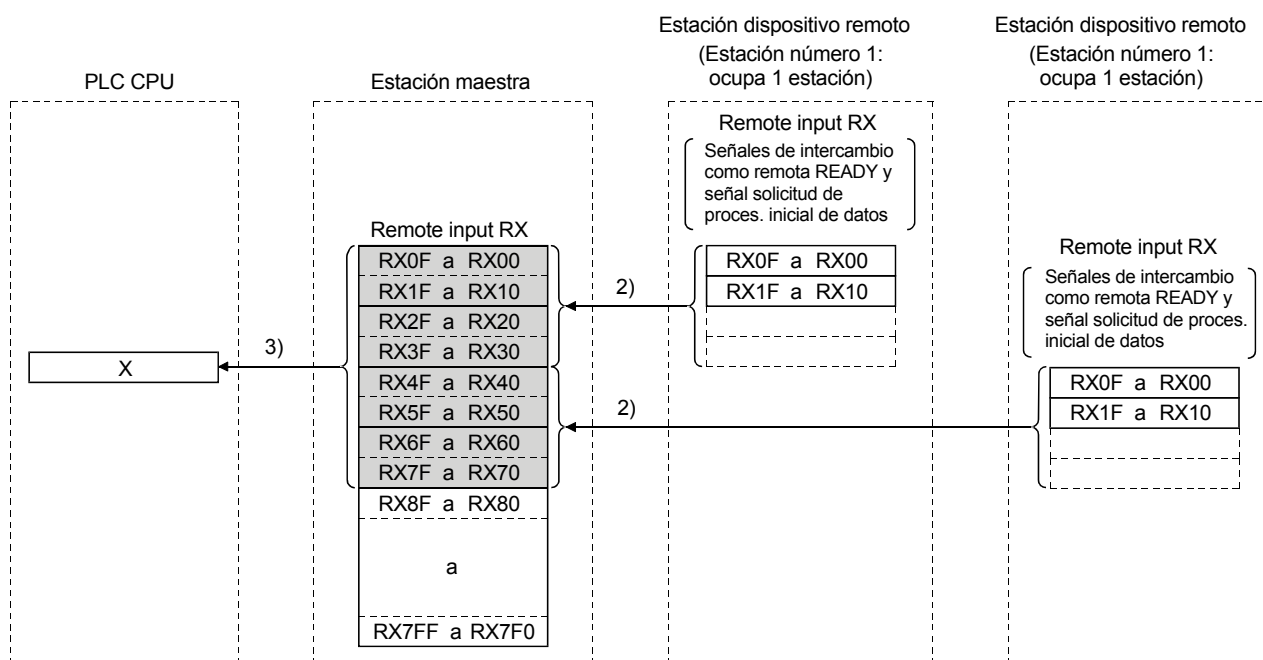 PLC CPU
Estación maestra
Estación dispositivo remoto
(Estación número 1:
ocupa 1 estación)
Estación dispositivo remoto
(Estación número 1:
ocupa 1 estación)
X
3)
Remote input RX
RX0F a RX00
RX1F a RX10
RX2F a RX20
RX3F a RX30
RX4F a RX40
RX5F a RX50
RX6F a RX60
RX7F a RX70
RX8F a RX80
a
RX7FF a RX7F0
2)
2)
Remote input RX
Señales de intercambio
como remota READY y
señal solicitud de
proces. inicial de datos
RX0F a RX00
RX1F a RX10
Remote input RX
Señales de intercambio
como remota READY y
señal solicitud de proces.
inicial de datos
RX0F a RX00
RX1F a RX10